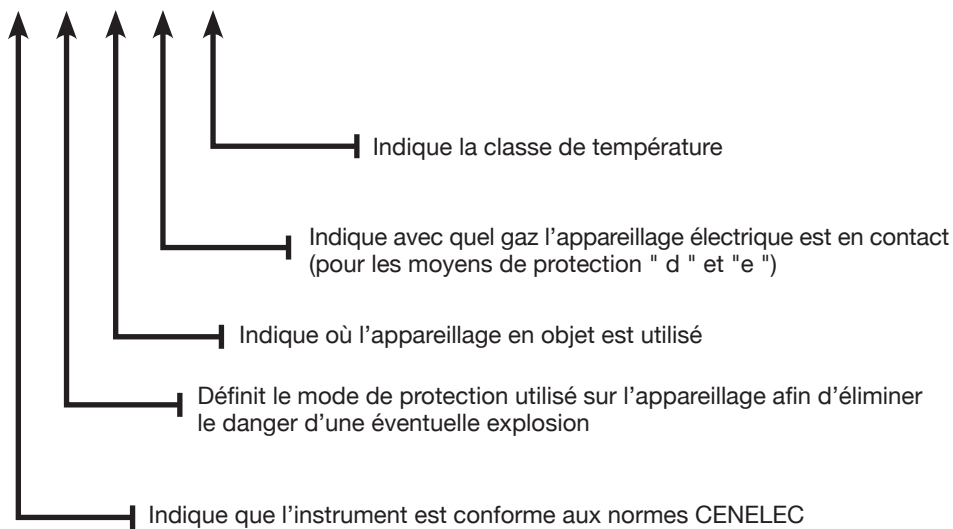 Indique la classe de température
Indique avec quel gaz l'appareillage électrique est en contact
(pour les moyens de protection " d " et "e ")
Indique où l'appareillage en objet est utilisé
Définit le mode de protection utilisé sur l'appareillage afin d'éliminer
le danger d'une éventuelle explosion
Indique que l'instrument est conforme aux normes CENELEC